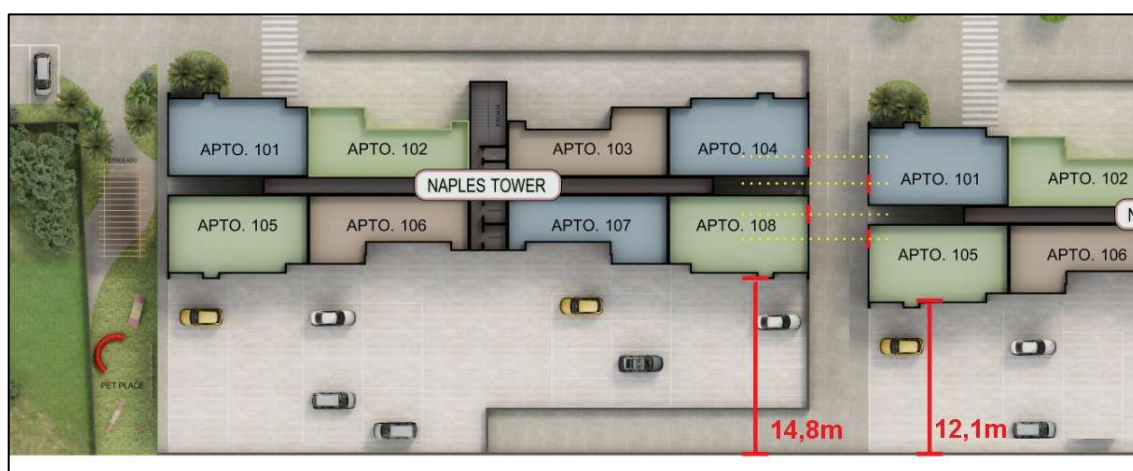 APTO. 101
APTO. 102
APTO. 103
APTO. 104
PERGOLADO
NAPLES TOWER
APTO. 101
APTO. 102
N
APTO. 105
APTO. 106
APTO. 107
APTO. 108
APTO. 105
APTO. 106
PET PLACE
14,8m
12,1m